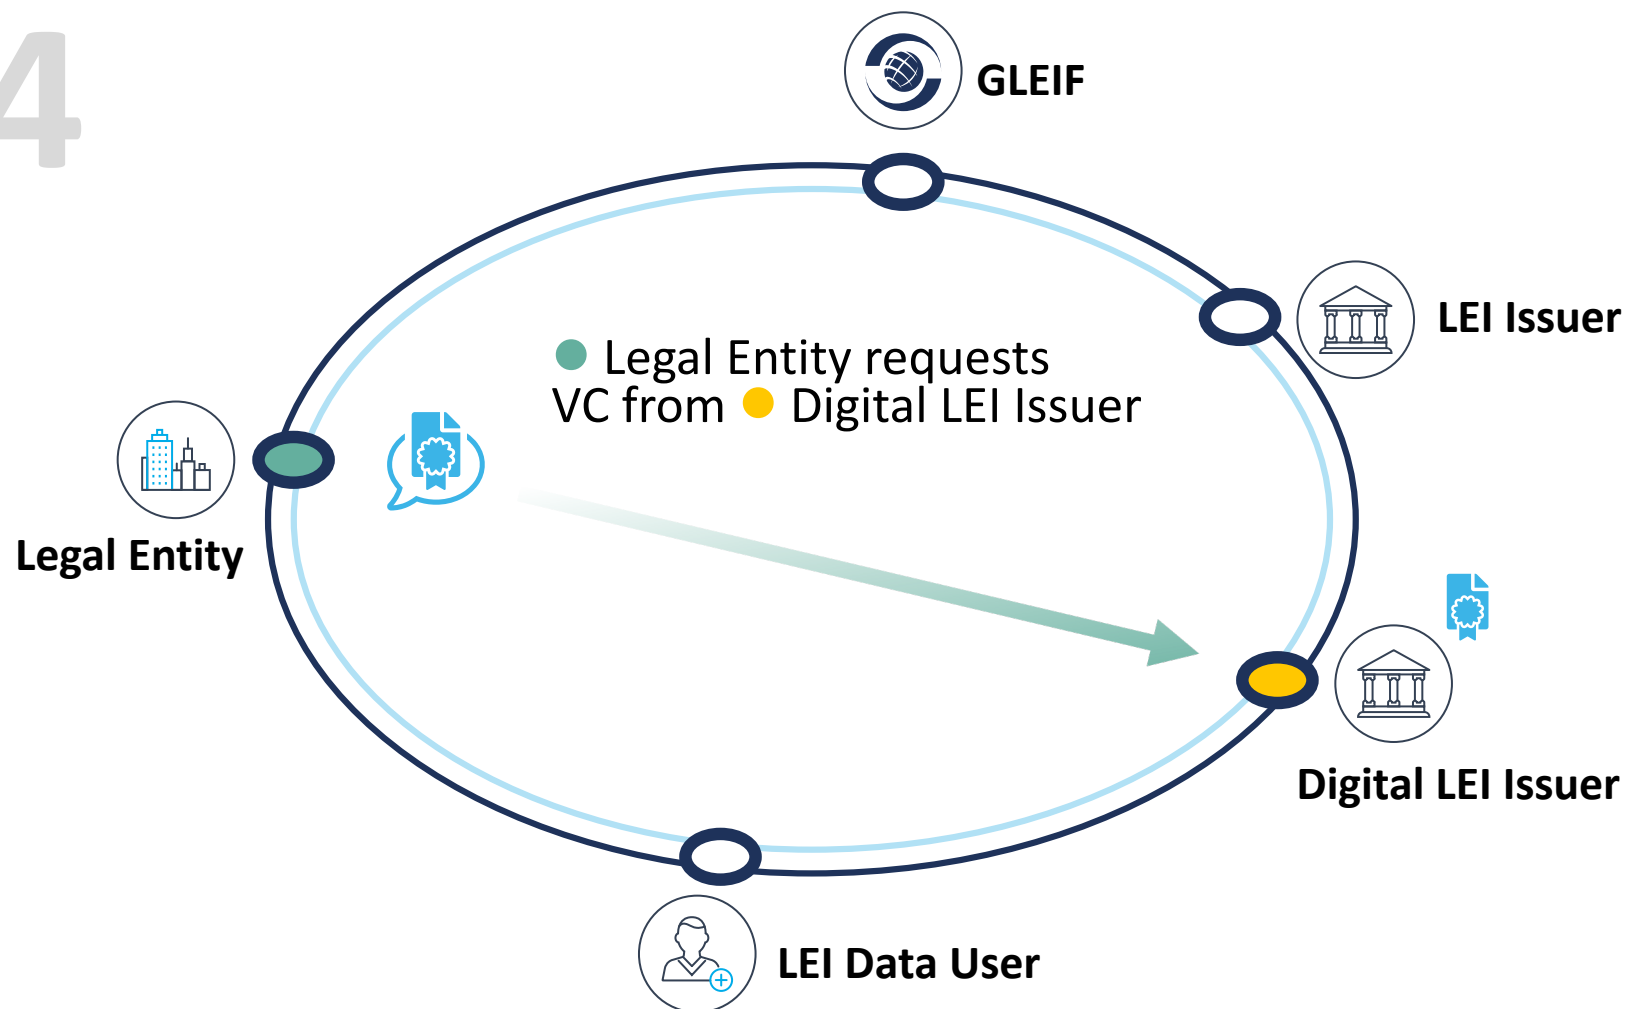 4
GLEIF
LEI Issuer
Legal Entity requests
VC from Digital LEI Issuer
Legal Entity
Digital LEI Issuer
LEI Data User